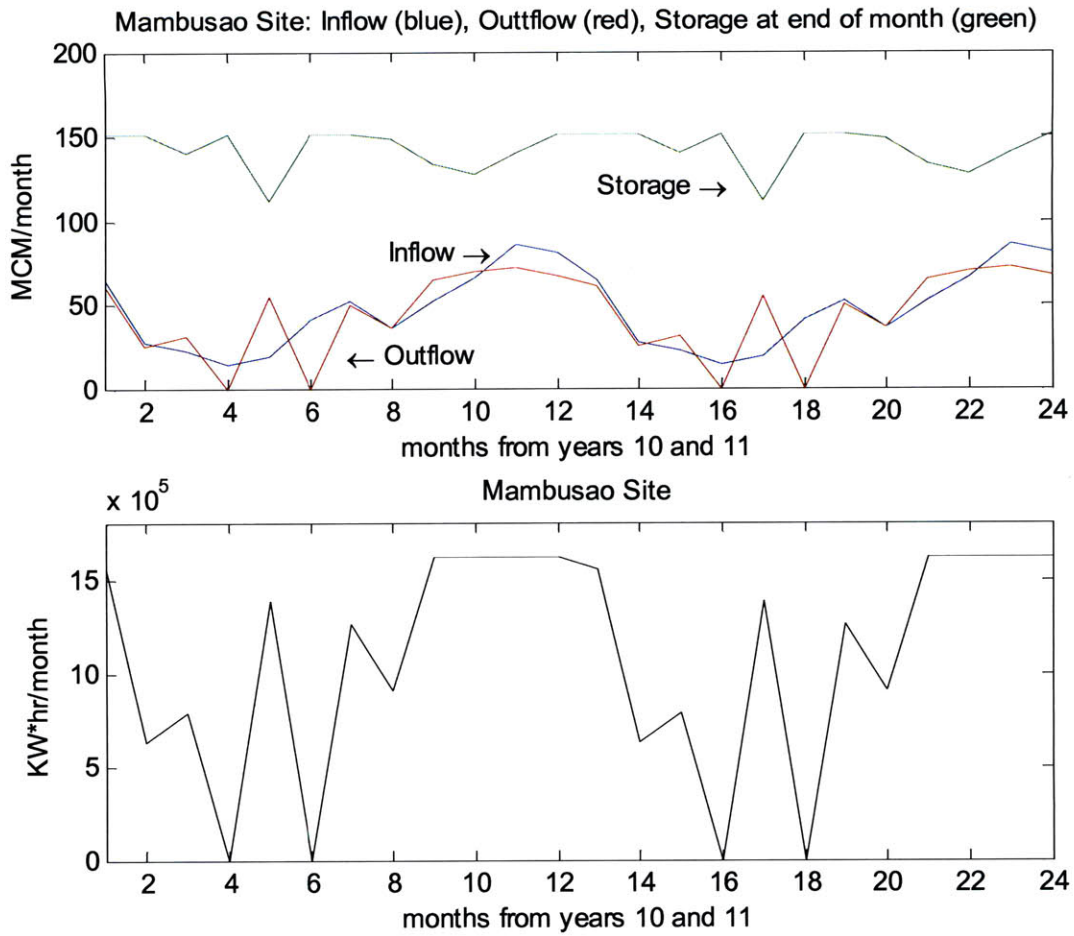 Mambusao Site: Inflow (blue), Outtflow (red), Storage at end of month (green)
200
150
100
50
0
MCM/month
Storage →
Inflow →
← Outflow
2 4 6 8 10 12 14 16 18 20 22 24
months from years 10 and 11
x 10^5
Mambusao Site
15
10
5
0
KW*hr/month
2 4 6 8 10 12 14 16 18 20 22 24
months from years 10 and 11